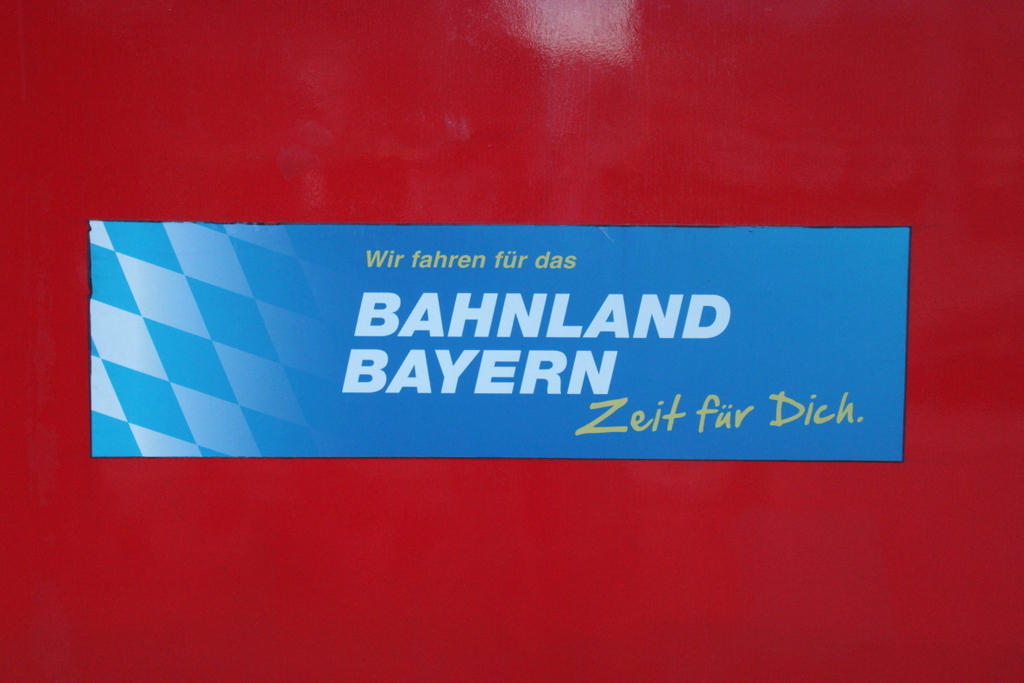 Wir fahren für das
BAHNLAND
BAYERN
Zeit für Dich.